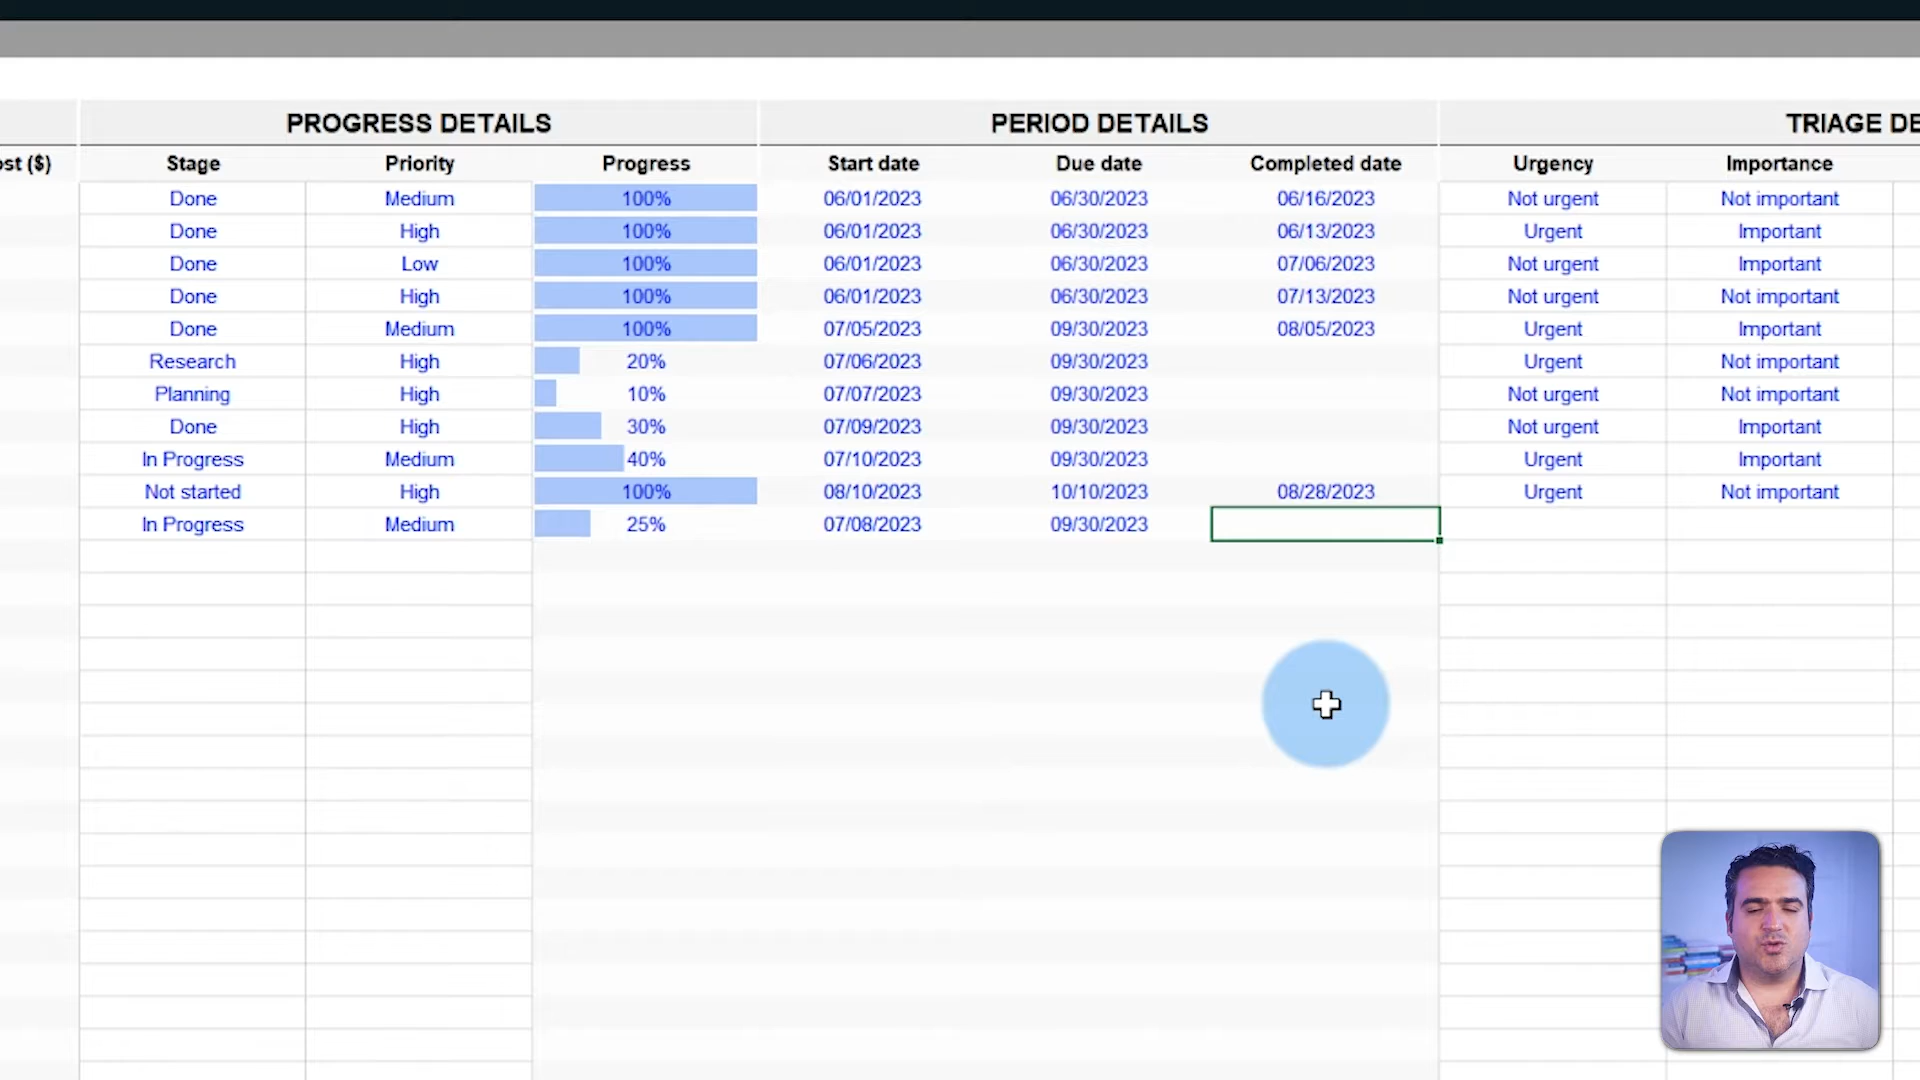 PROGRESS DETAILS PERIOD DETAILS TRIAGE DE
ost ($) Stage Priority Progress Start date Due date Completed date Urgency Importance
Done Medium 100% 06/01/2023 06/30/2023 06/16/2023 Not urgent Not important
Done High 100% 06/01/2023 06/30/2023 06/13/2023 Urgent Important
Done Low 100% 06/01/2023 06/30/2023 07/06/2023 Not urgent Important
Done High 100% 06/01/2023 06/30/2023 07/13/2023 Not urgent Not important
Done Medium 100% 07/05/2023 09/30/2023 08/05/2023 Urgent Important
Research High 20% 07/06/2023 09/30/2023 Urgent Not important
Planning High 10% 07/07/2023 09/30/2023 Not urgent Not important
Done High 30% 07/09/2023 09/30/2023 Not urgent Important
In Progress Medium 40% 07/10/2023 09/30/2023 Urgent Important
Not started High 100% 08/10/2023 10/10/2023 08/28/2023 Urgent Not important
In Progress Medium 25% 07/08/2023 09/30/2023